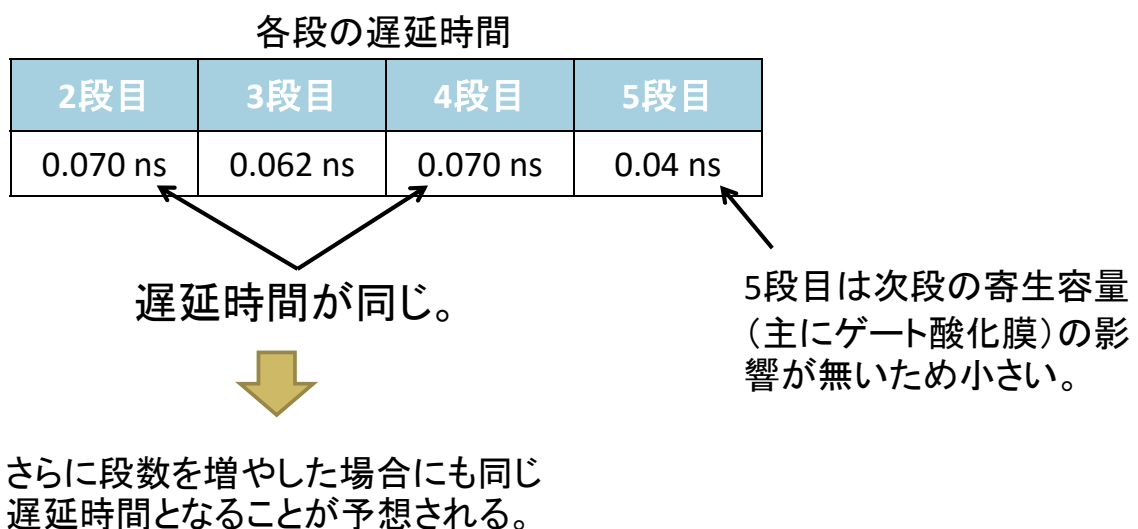 各段の遅延時間
2段目 3段目 4段目 5段目
0.070 ns 0.062 ns 0.070 ns 0.04 ns
遅延時間が同じ。
5段目は次段の寄生容量
（主にゲート酸化膜）の影
響が無いため小さい。
さらに段数を増やした場合にも同じ
遅延時間となることが予想される。